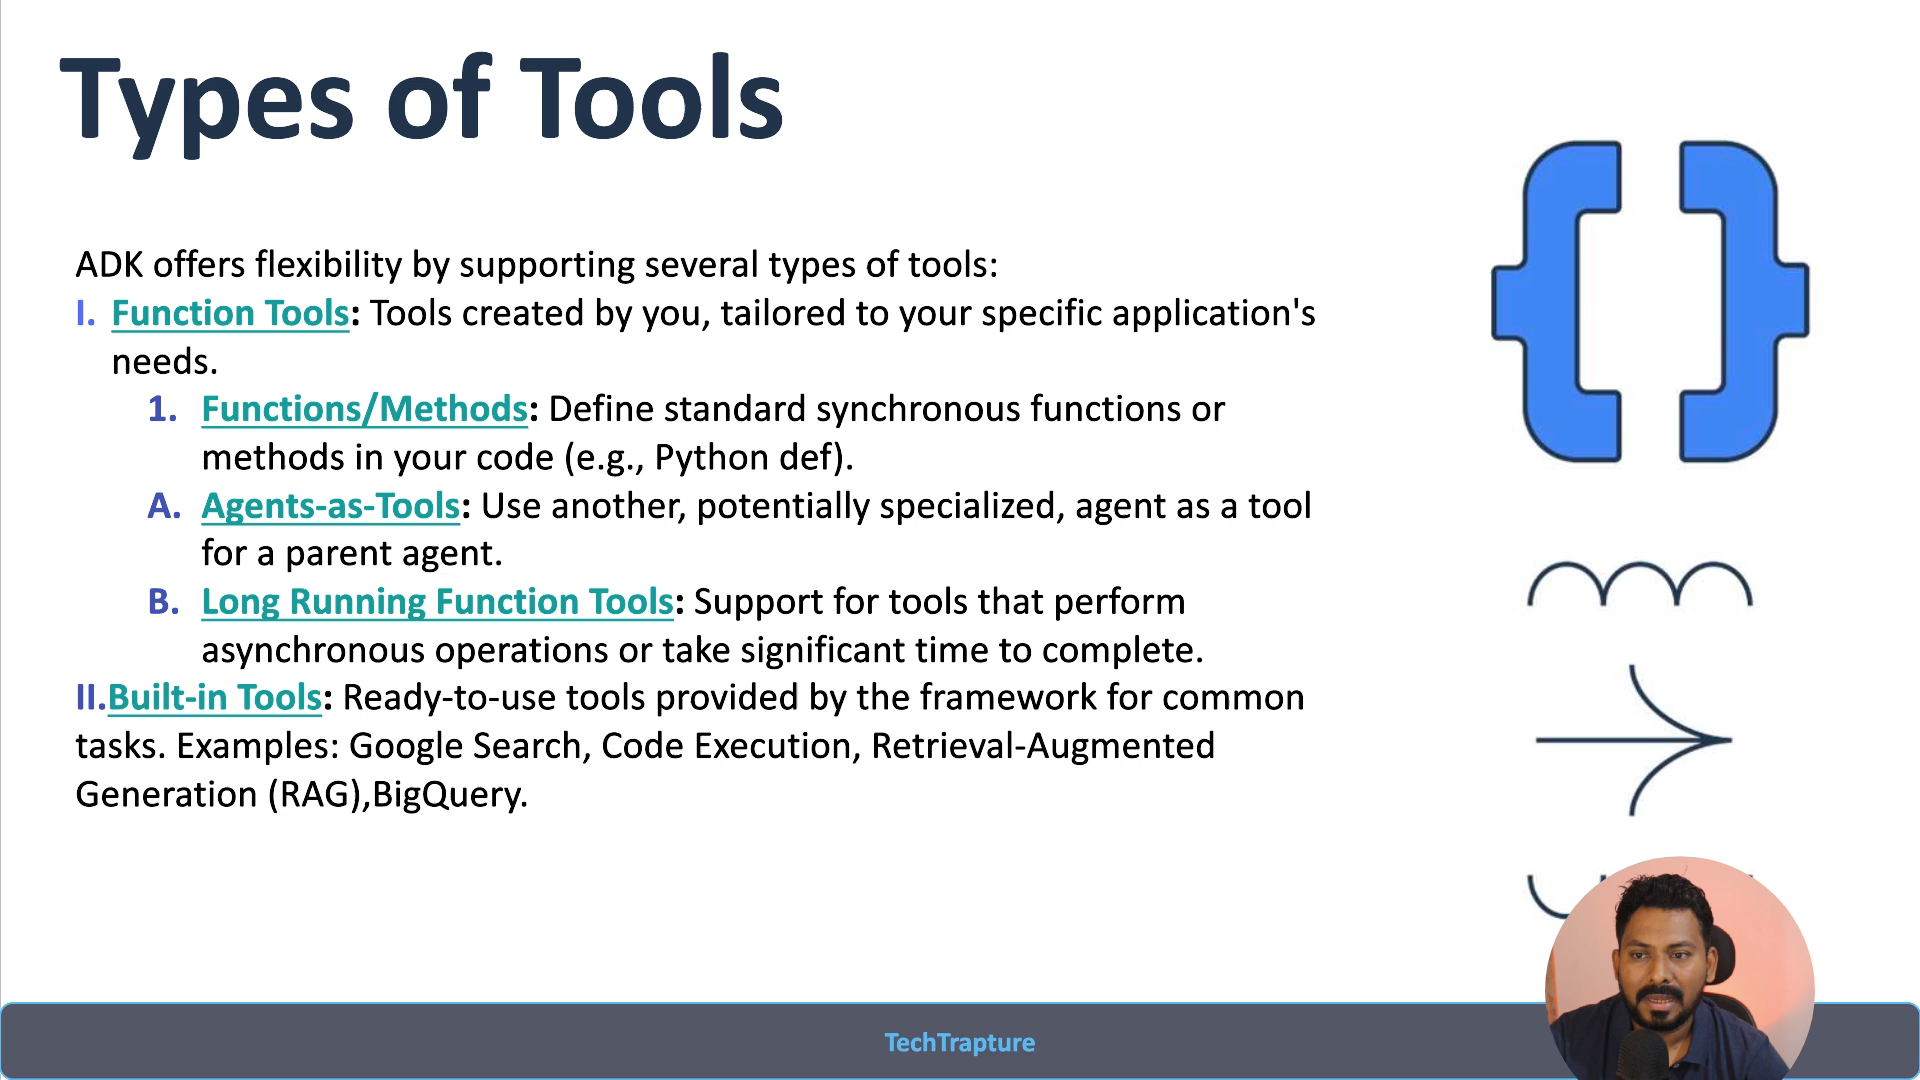 Types of Tools
ADK offers flexibility by supporting several types of tools:
I. Function Tools: Tools created by you, tailored to your specific application's
needs.
1. Functions/Methods: Define standard synchronous functions or
methods in your code (e.g., Python def).
A. Agents-as-Tools: Use another, potentially specialized, agent as a tool
for a parent agent.
B. Long Running Function Tools: Support for tools that perform
asynchronous operations or take significant time to complete.
II.Built-in Tools: Ready-to-use tools provided by the framework for common
tasks. Examples: Google Search, Code Execution, Retrieval-Augmented
Generation (RAG),BigQuery.
TechTrapture